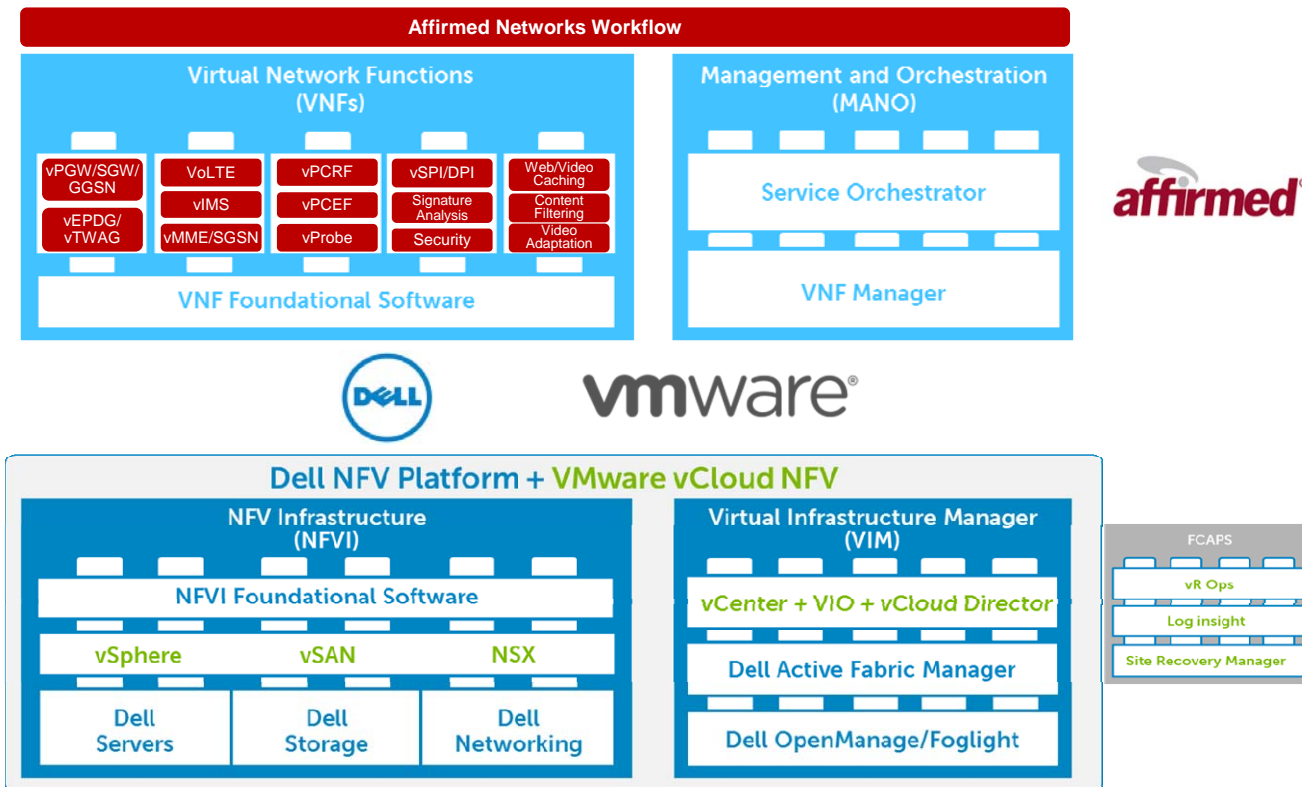 Affirmed Networks Workflow
Virtual Network Functions
(VNFs)
vPGW/SGW/
GGSN
vEPDG/
vTWAG
VoLTE
vIMS
vMME/SGSN
vPCRF
vPCEF
vProbe
vSPI/DPI
Signature
Analysis
Security
Web/Video
Caching
Content
Filtering
Video
Adaptation
VNF Foundational Software
Management and Orchestration
(MANO)
Service Orchestrator
VNF Manager
affirmed
DELL
vmware®
Dell NFV Platform + VMware vCloud NFV
NFV Infrastructure
(NFVI)
NFVI Foundational Software
vSphere
vSAN
NSX
Dell
Servers
Dell
Storage
Dell
Networking
Virtual Infrastructure Manager
(VIM)
vCenter + VIO + vCloud Director
Dell Active Fabric Manager
Dell OpenManage/Foglight
FCAPS
vR Ops
Log insight
Site Recovery Manager